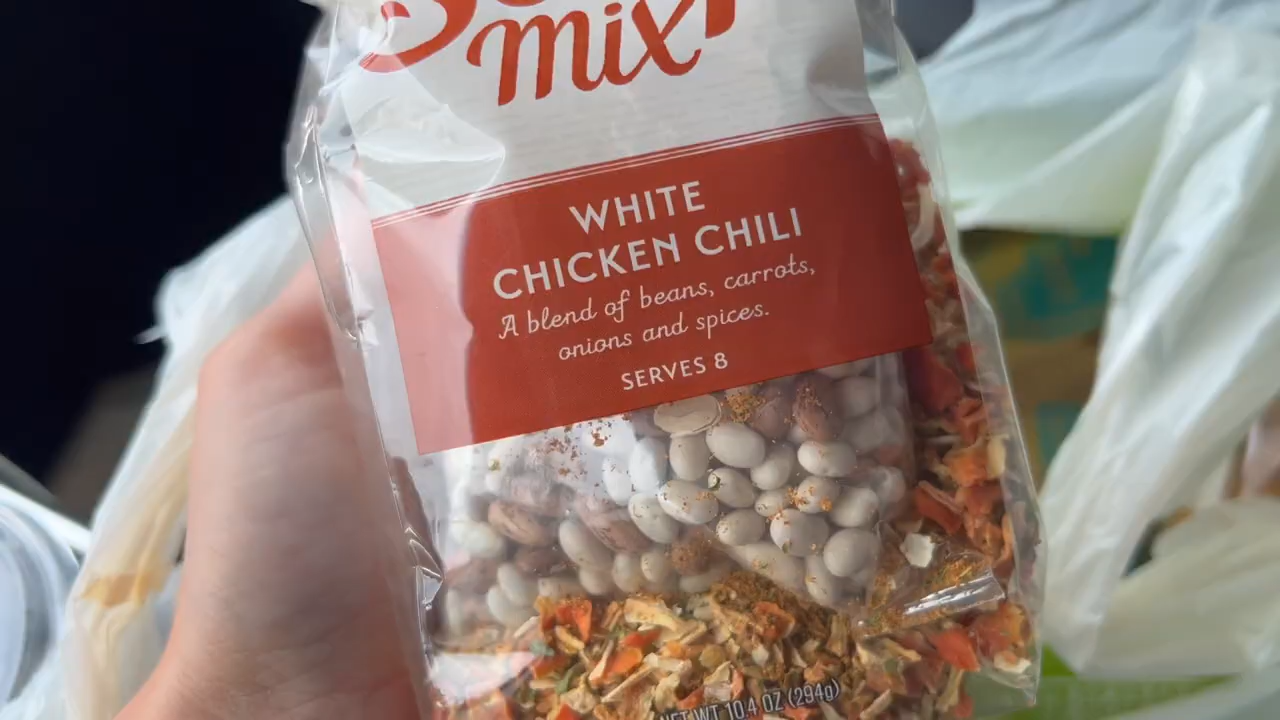 mix
WHITE
CHICKEN CHILI
A blend of beans, carrots,
onions and spices.
SERVES 8
NET WT 10.4 OZ (294g)